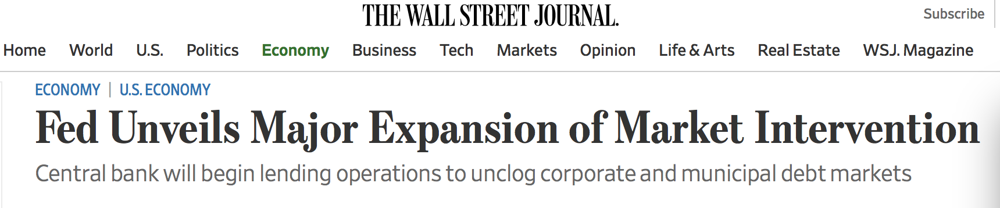 THE WALL STREET JOURNAL.
Subscribe
Home World U.S. Politics Economy Business Tech Markets Opinion Life & Arts Real Estate WSJ. Magazine
ECONOMY | U.S. ECONOMY
Fed Unveils Major Expansion of Market Intervention
Central bank will begin lending operations to unclog corporate and municipal debt markets